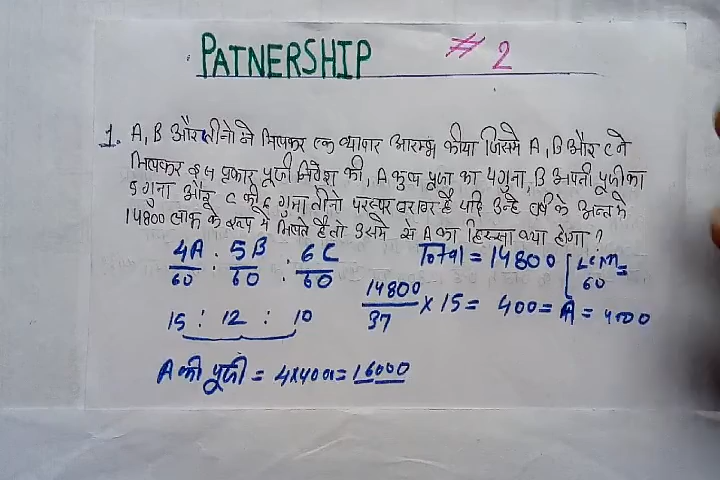 PATNERSHIP # 2
1. A, B और तीनो ने मिलकर एक व्यापार आरम्भ कीया जिसमे A, B और C ने
मिलकर इस प्रकार पूजी निवेश की, A कुल पूजी का 4 गुना, B अपनी पूजी का
5 गुना और C की 6 गुना तीनो परस्पर बराबर है यदि उन्हे वर्ष के अन्त मे
14800 लाभ के रूप मे मिलते है तो उसमे से A का हिस्सा क्या होगा ?
4A/60 : 5B/60 : 6C/60 Total = 14800 [LCM = 60
15 : 12 : 10 14800/37 × 15 = 400 = A = 4000
A की पूजी = 4×4000 = 16000